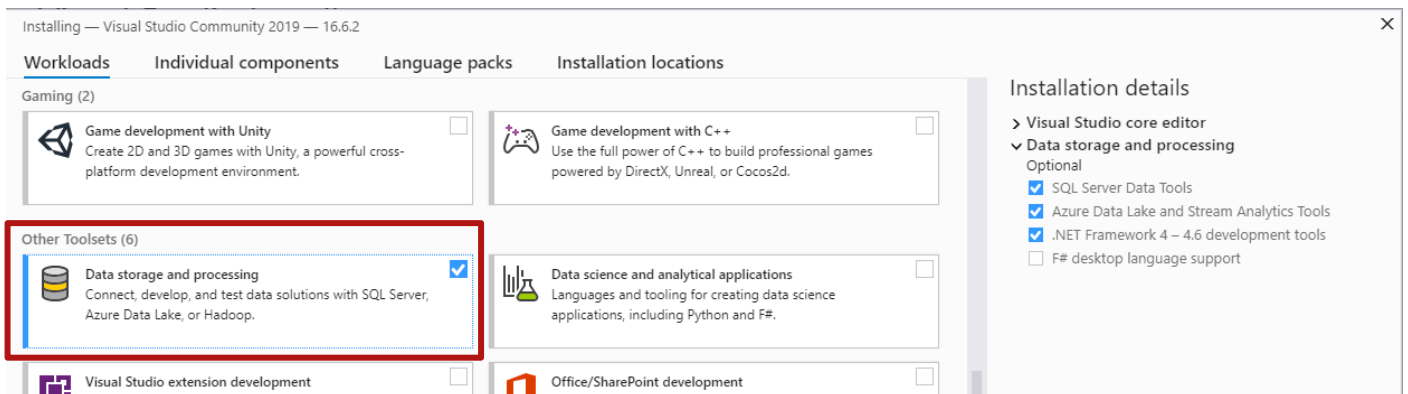 Installing — Visual Studio Community 2019 — 16.6.2
Workloads Individual components Language packs Installation locations
Gaming (2)
Game development with Unity
Create 2D and 3D games with Unity, a powerful cross-
platform development environment.
Game development with C++
Use the full power of C++ to build professional games
powered by DirectX, Unreal, or Cocos2d.
Other Toolsets (6)
Data storage and processing
Connect, develop, and test data solutions with SQL Server,
Azure Data Lake, or Hadoop.
Data science and analytical applications
Languages and tooling for creating data science
applications, including Python and F#.
Visual Studio extension development
Office/SharePoint development
Installation details
Visual Studio core editor
Data storage and processing
Optional
SQL Server Data Tools
Azure Data Lake and Stream Analytics Tools
.NET Framework 4 – 4.6 development tools
F# desktop language support